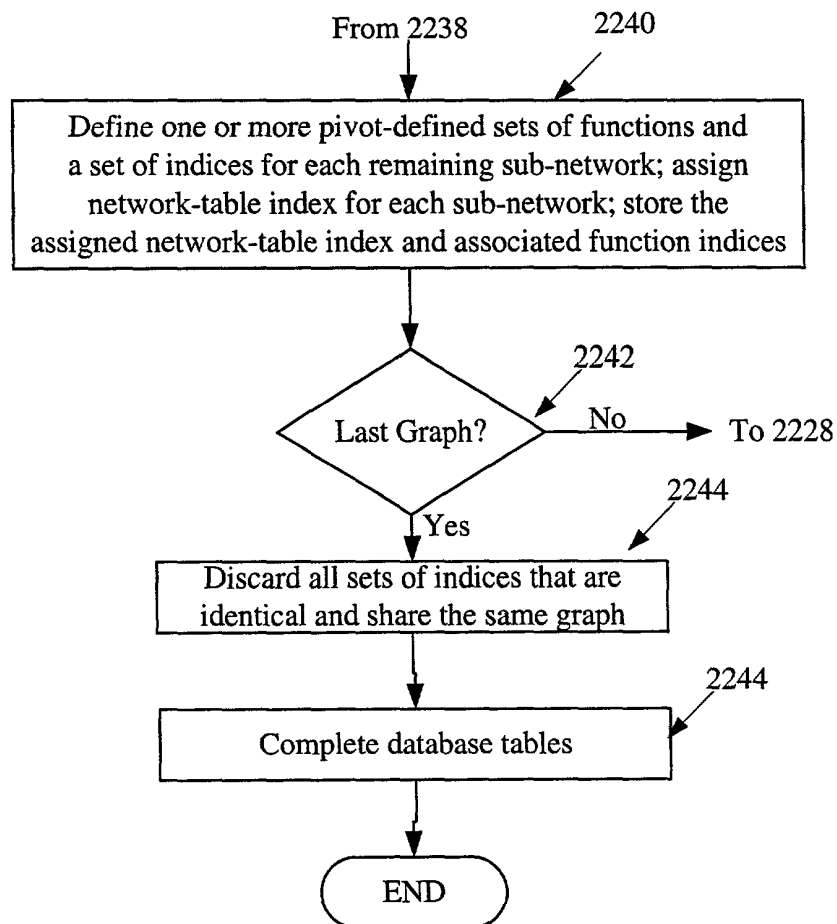 From 2238
2240
Define one or more pivot-defined sets of functions and
a set of indices for each remaining sub-network; assign
network-table index for each sub-network; store the
assigned network-table index and associated function indices
2242
Last Graph?
No
To 2228
Yes
2244
Discard all sets of indices that are
identical and share the same graph
2244
Complete database tables
END